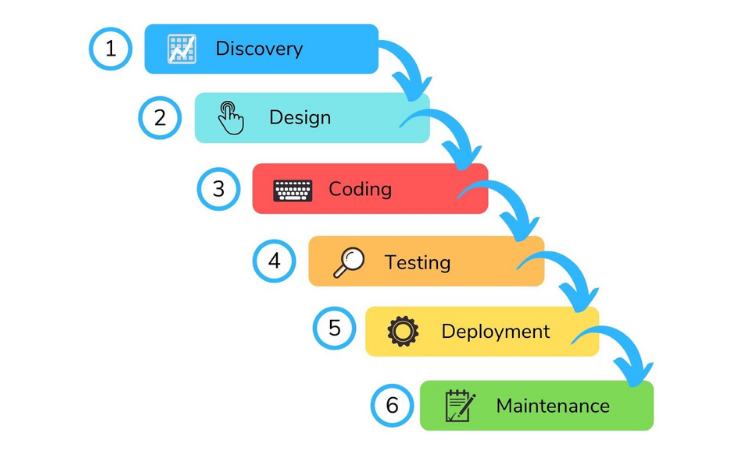 1 Discovery
2 Design
3 Coding
4 Testing
5 Deployment
6 Maintenance